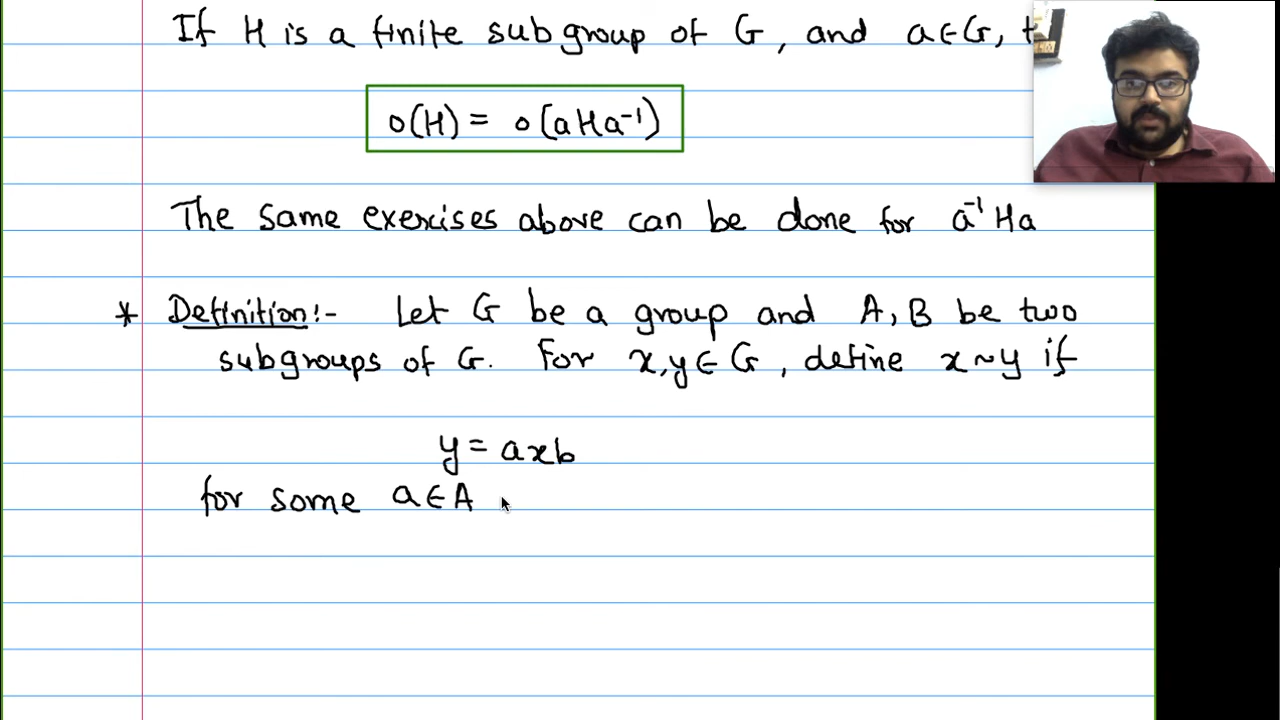 If H is a finite subgroup of G, and a∈G, t
o(H) = o(aHa⁻¹)
The same exercises above can be done for a⁻¹Ha
* Definition:- Let G be a group and A, B be two
subgroups of G. For x,y∈G, define x~y if
y = axb
for some a∈A